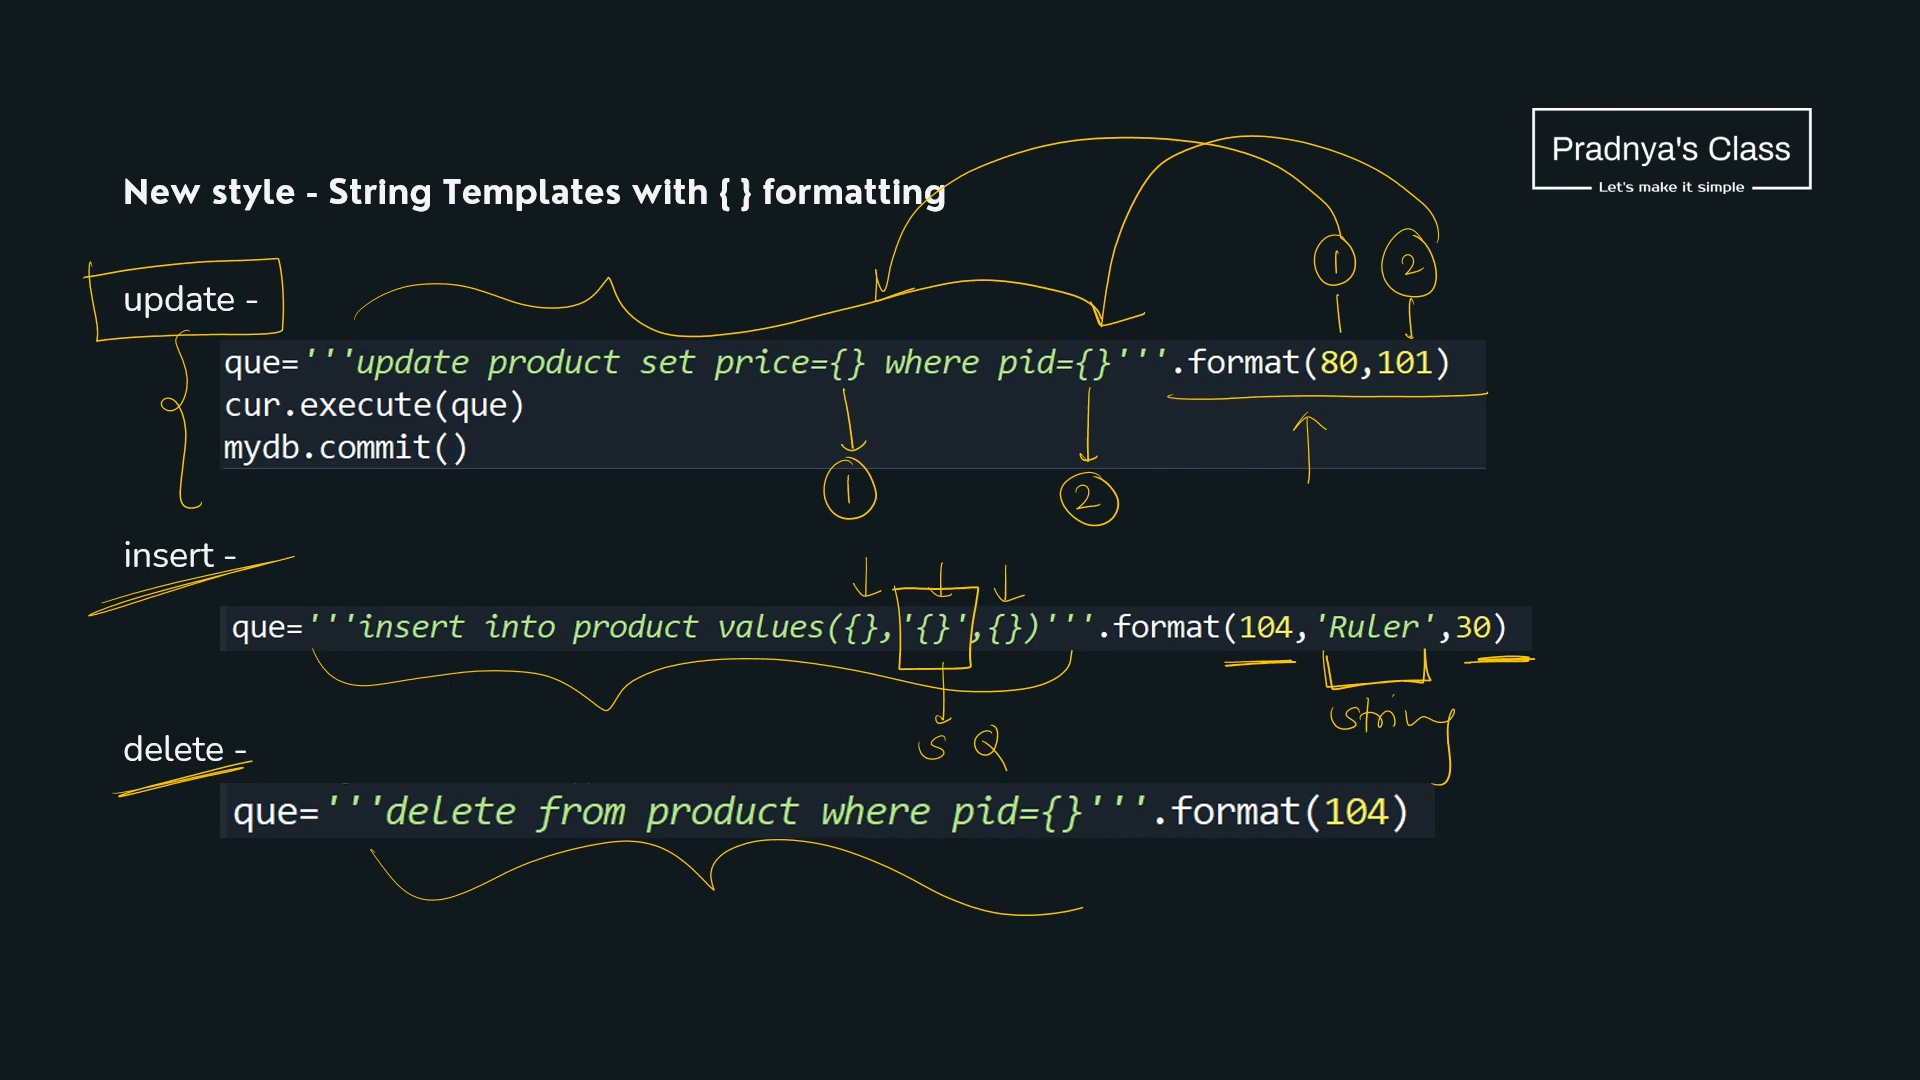 Pradnya's Class
Let's make it simple
New style - String Templates with { } formatting
1 2
update -
que='''update product set price={} where pid={}'''.format(80,101)
cur.execute(que)
mydb.commit()
1 2
insert -
que='''insert into product values({},'{}',{})'''.format(104,'Ruler',30)
string
S Q
delete -
que='''delete from product where pid={}'''.format(104)